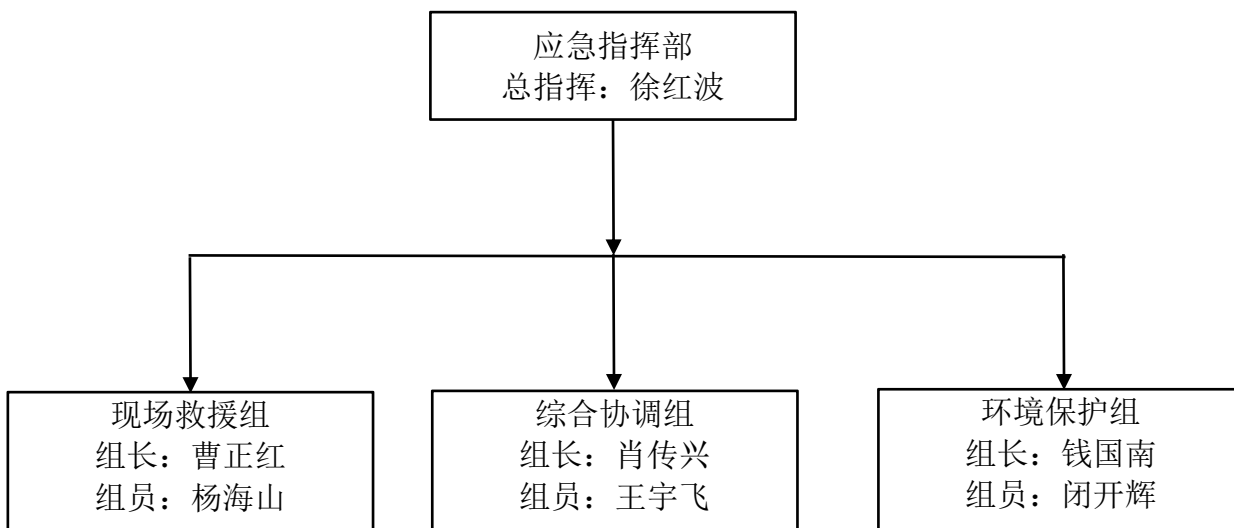 应急指挥部
总指挥：徐红波
现场救援组
组长：曹正红
组员：杨海山
综合协调组
组长：肖传兴
组员：王宇飞
环境保护组
组长：钱国南
组员：闭开辉